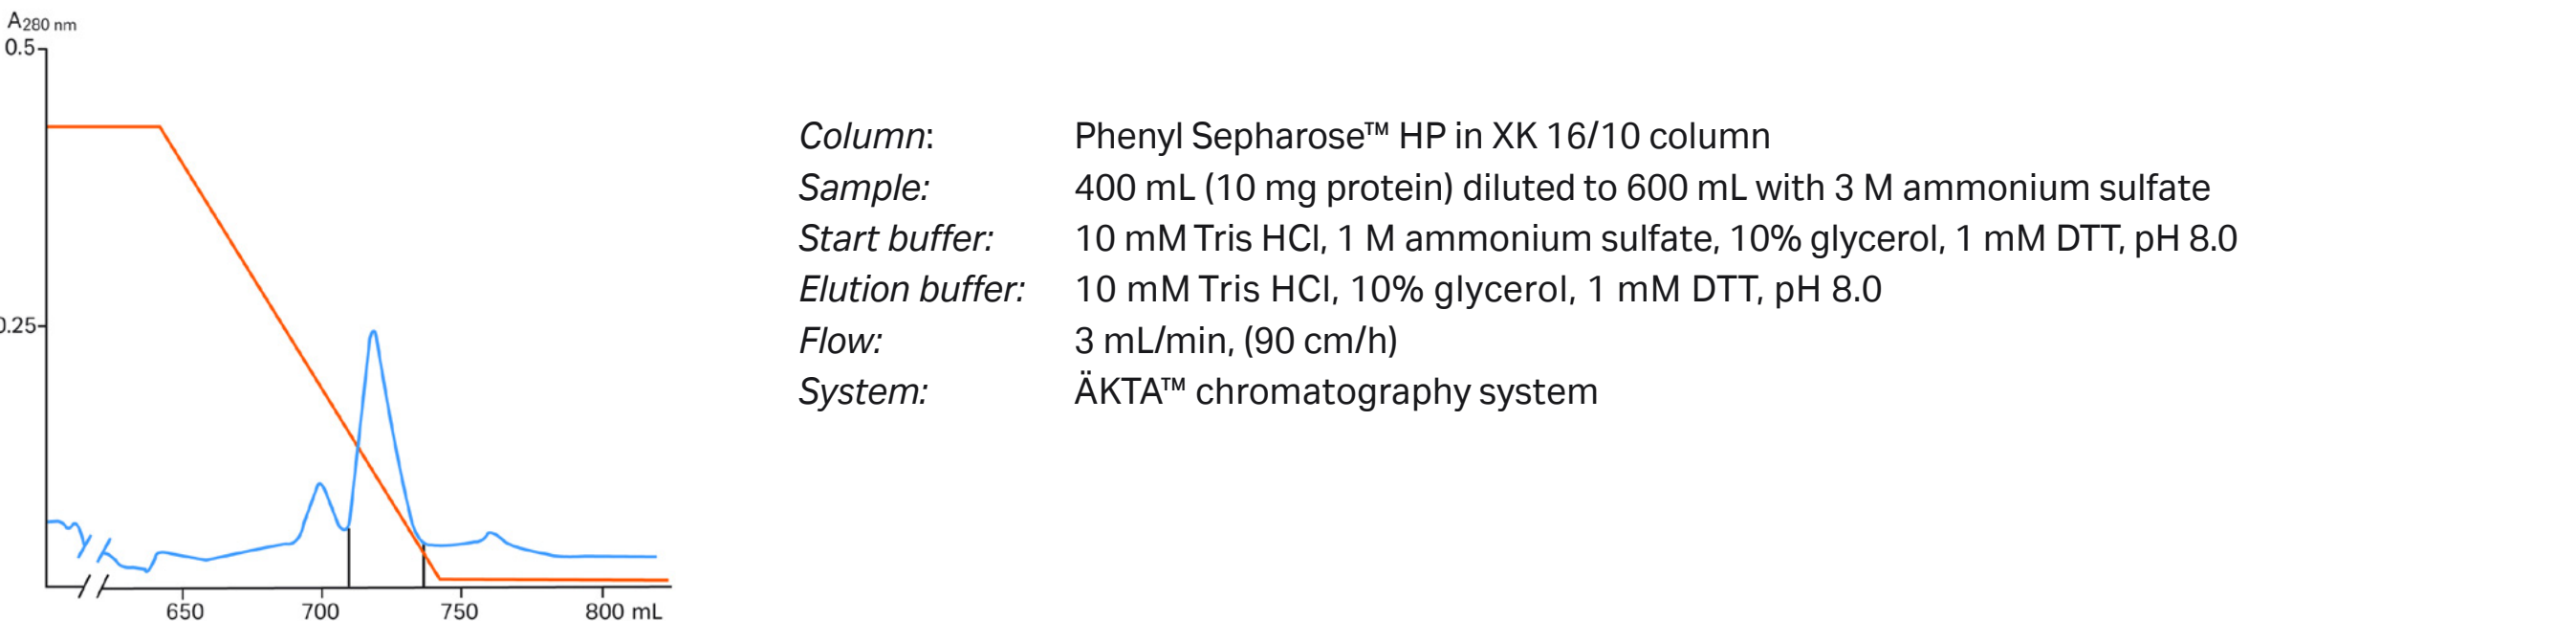 A280 nm
0.5
0.25
650 700 750 800 mL
Column: Phenyl Sepharose™ HP in XK 16/10 column
Sample: 400 mL (10 mg protein) diluted to 600 mL with 3 M ammonium sulfate
Start buffer: 10 mM Tris HCl, 1 M ammonium sulfate, 10% glycerol, 1 mM DTT, pH 8.0
Elution buffer: 10 mM Tris HCl, 10% glycerol, 1 mM DTT, pH 8.0
Flow: 3 mL/min, (90 cm/h)
System: ÄKTA™ chromatography system